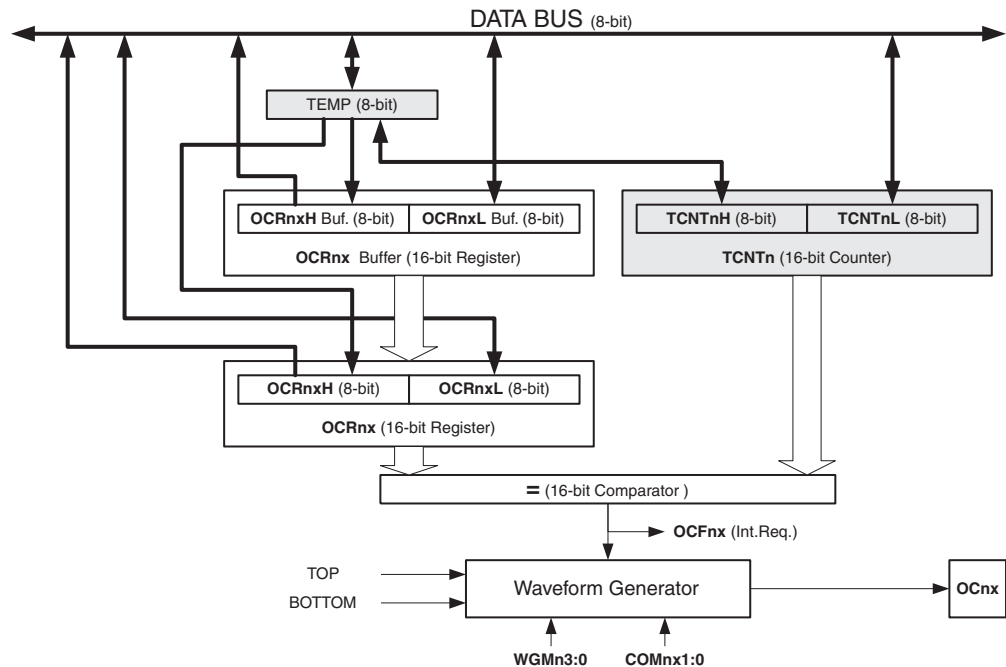 DATA BUS (8-bit)
TEMP (8-bit)
OCRnxH Buf. (8-bit) OCRnxL Buf. (8-bit)
OCRnx Buffer (16-bit Register)
TCNTnH (8-bit) TCNTnL (8-bit)
TCNTn (16-bit Counter)
OCRnxH (8-bit) OCRnxL (8-bit)
OCRnx (16-bit Register)
= (16-bit Comparator )
OCFnx (Int.Req.)
TOP
BOTTOM
Waveform Generator
OCnx
WGMn3:0 COMnx1:0